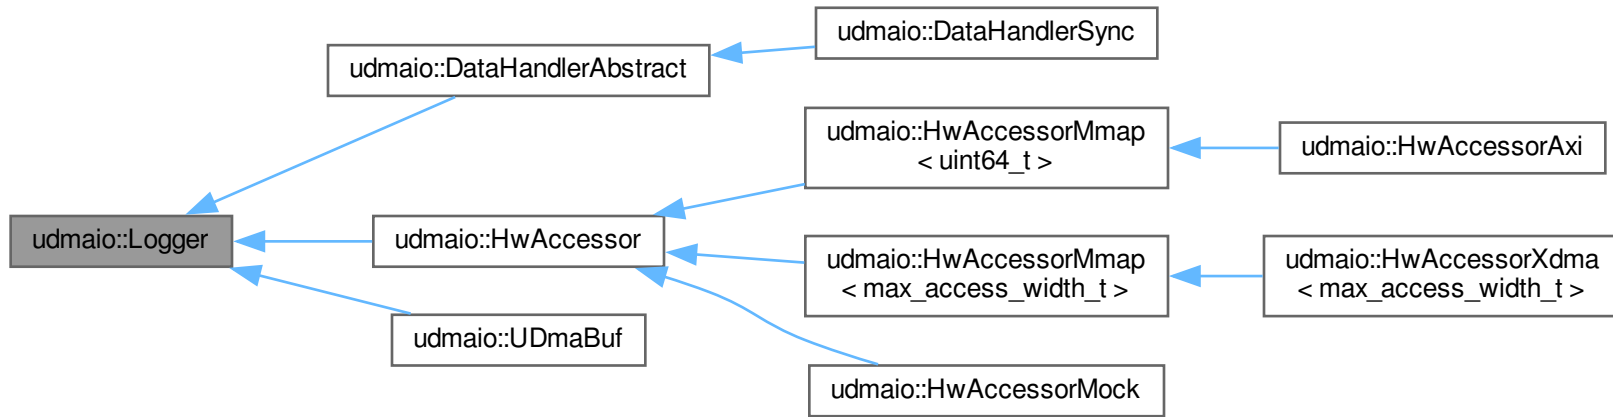 udmaio::Logger
udmaio::DataHandlerAbstract
udmaio::DataHandlerSync
udmaio::HwAccessor
udmaio::HwAccessorMmap
< uint64_t >
udmaio::HwAccessorAxi
udmaio::HwAccessorMmap
< max_access_width_t >
udmaio::HwAccessorXdma
< max_access_width_t >
udmaio::HwAccessorMock
udmaio::UDmaBuf